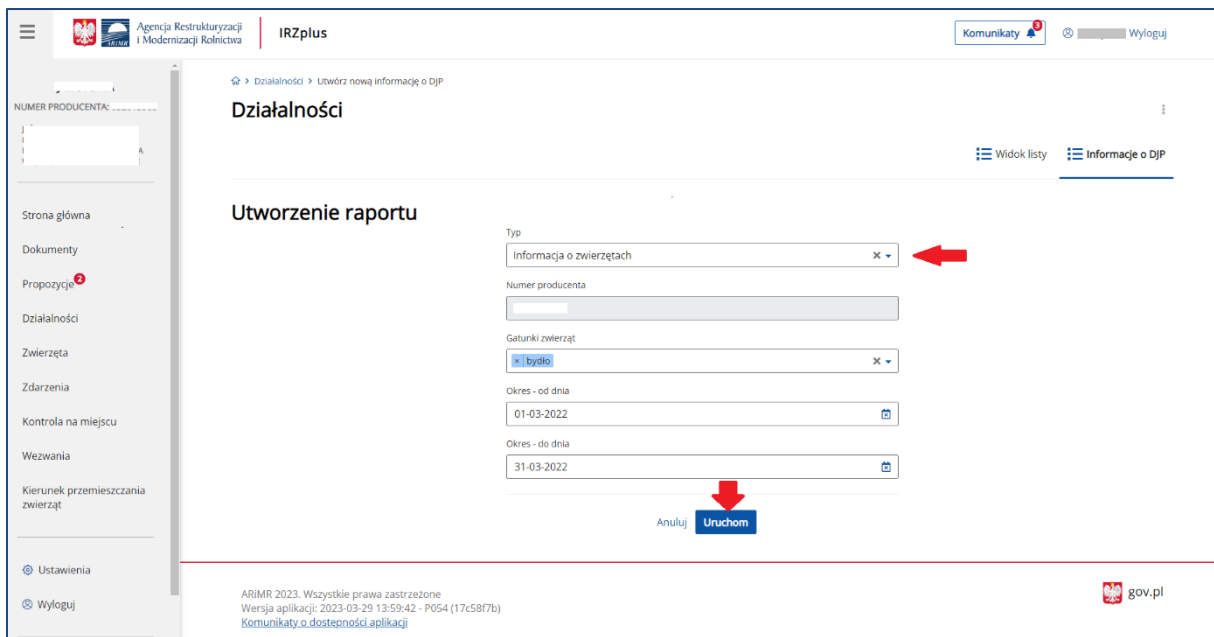 Agencja Restrukturyzacji
i Modernizacji Rolnictwa
ARiMR
IRZplus
Komunikaty 3
Wyloguj
NUMER PRODUCENTA:
Działalności > Utwórz nową informację o DJP
Działalności
Widok listy
Informacje o DJP
Strona główna
Dokumenty
Propozycje 2
Działalności
Zwierzęta
Zdarzenia
Kontrola na miejscu
Wezwania
Kierunek przemieszczania
zwierząt
Ustawienia
Wyloguj
Utworzenie raportu
Typ
Informacja o zwierzętach
Numer producenta
Gatunki zwierząt
× bydło
Okres - od dnia
01-03-2022
Okres - do dnia
31-03-2022
Anuluj
Uruchom
ARiMR 2023. Wszystkie prawa zastrzeżone
Wersja aplikacji: 2023-03-29 13:59:42 - P054 (17c58f7b)
Komunikaty o dostępności aplikacji
gov.pl